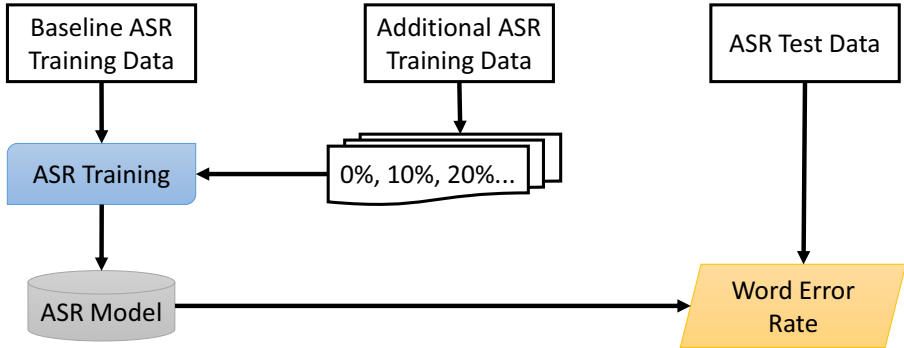 Baseline ASR
Training Data
Additional ASR
Training Data
ASR Test Data
ASR Training
0%, 10%, 20%...
ASR Model
Word Error
Rate